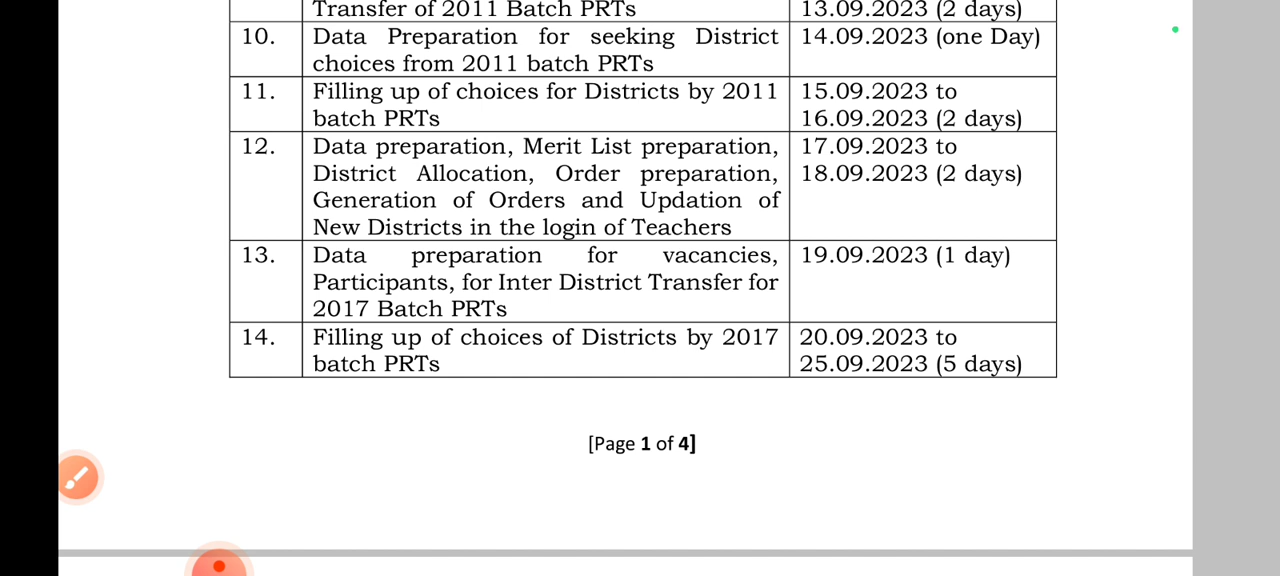 Transfer of 2011 Batch PRTs 13.09.2023 (2 days)
10. Data Preparation for seeking District 14.09.2023 (one Day)
choices from 2011 batch PRTs
11. Filling up of choices for Districts by 2011 15.09.2023 to
batch PRTs 16.09.2023 (2 days)
12. Data preparation, Merit List preparation, 17.09.2023 to
District Allocation, Order preparation, 18.09.2023 (2 days)
Generation of Orders and Updation of
New Districts in the login of Teachers
13. Data preparation for vacancies, 19.09.2023 (1 day)
Participants, for Inter District Transfer for
2017 Batch PRTs
14. Filling up of choices of Districts by 2017 20.09.2023 to
batch PRTs 25.09.2023 (5 days)
[Page 1 of 4]